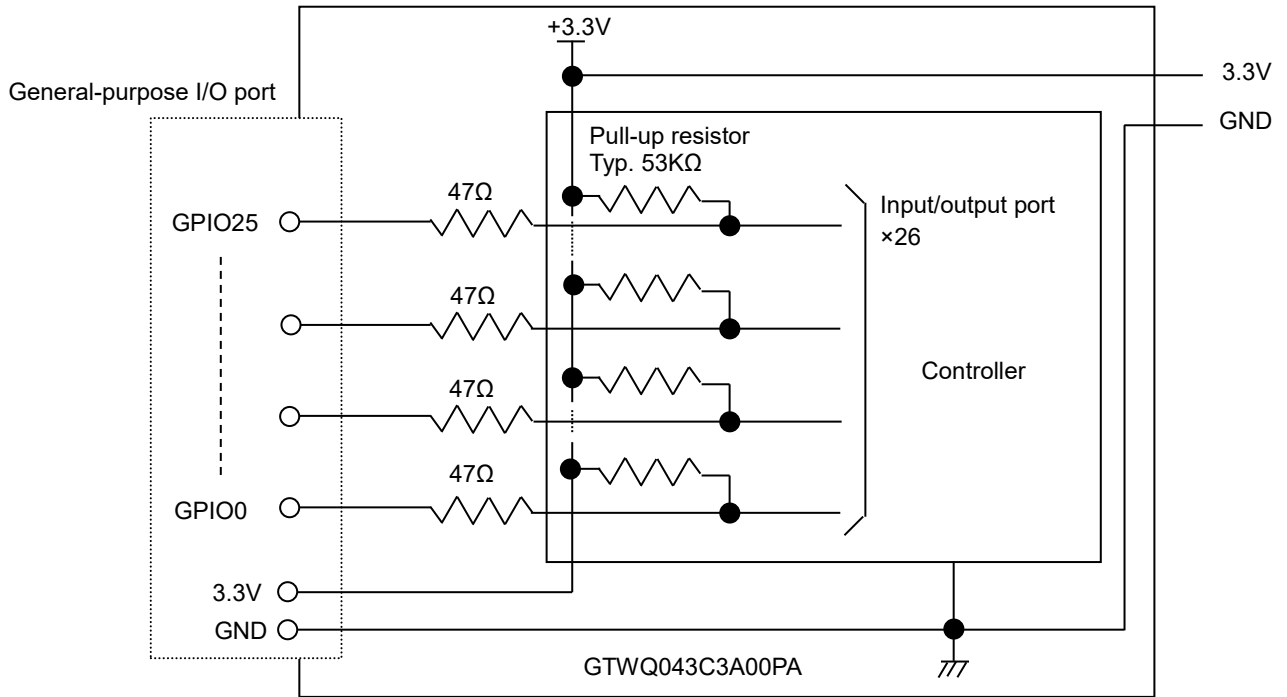 +3.3V
3.3V
General-purpose I/O port
GND
Pull-up resistor
Typ. 53KΩ
47Ω
GPIO25
Input/output port
×26
47Ω
Controller
47Ω
47Ω
GPIO0
3.3V
GND
GTWQ043C3A00PA